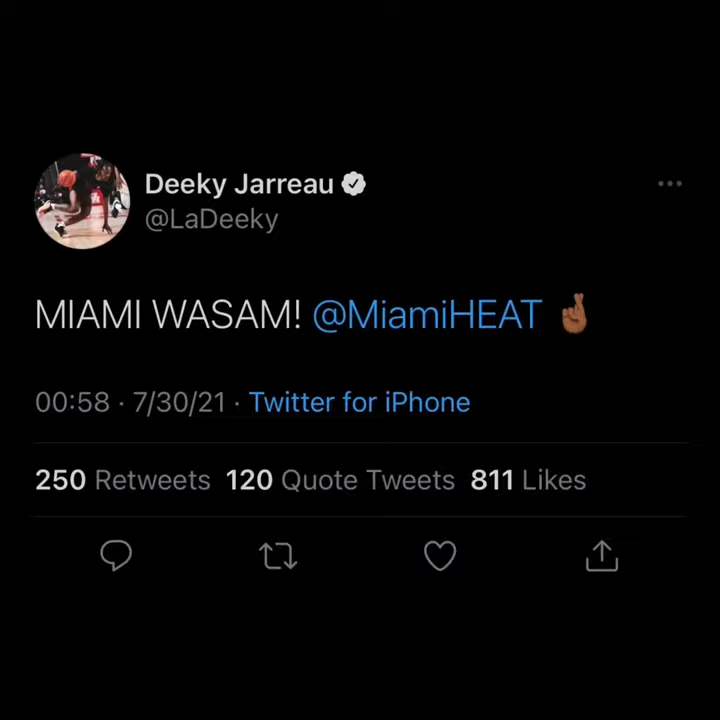 Deeky Jarreau
@LaDeeky
MIAMI WASAM! @MiamiHEAT 🤞🏾
00:58 · 7/30/21 · Twitter for iPhone
250 Retweets 120 Quote Tweets 811 Likes